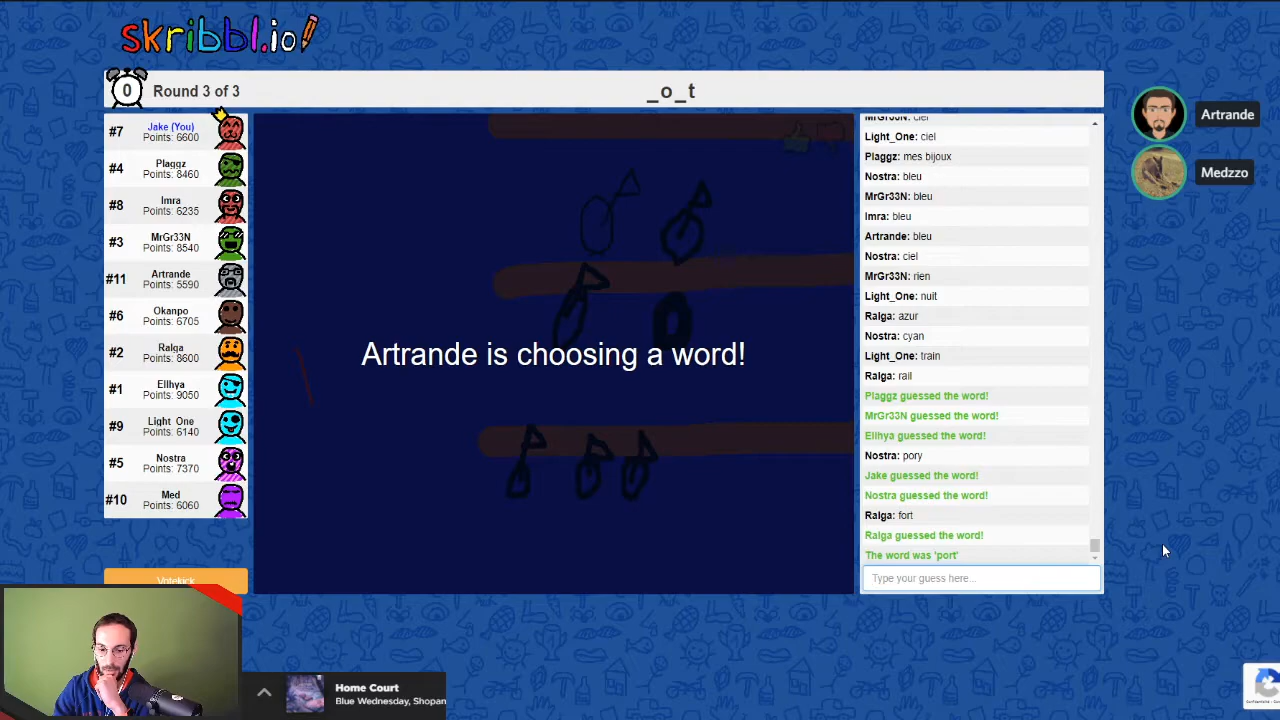 skribbl.io!
0
Round 3 of 3
_o_t
#7
Jake (You)
Points: 6600
#4
Plaggz
Points: 8460
#8
Imra
Points: 6235
#3
MrGr33N
Points: 8540
#11
Artrande
Points: 5590
#6
Okanpo
Points: 6705
#2
Ralga
Points: 8600
#1
Ellhya
Points: 9050
#9
Light_One
Points: 6140
#5
Nostra
Points: 7370
#10
Med
Points: 6060
Votekick
Artrande is choosing a word!
MrGr33N: ciel
Light_One: ciel
Plaggz: mes bijoux
Nostra: bleu
MrGr33N: bleu
Imra: bleu
Artrande: bleu
Nostra: ciel
MrGr33N: rien
Light_One: nuit
Ralga: azur
Nostra: cyan
Light_One: train
Ralga: rail
Plaggz guessed the word!
MrGr33N guessed the word!
Ellhya guessed the word!
Nostra: pory
Jake guessed the word!
Nostra guessed the word!
Ralga: fort
Ralga guessed the word!
The word was 'port'
Type your guess here...
Artrande
Medzzo
Home Court
Blue Wednesday, Shopan